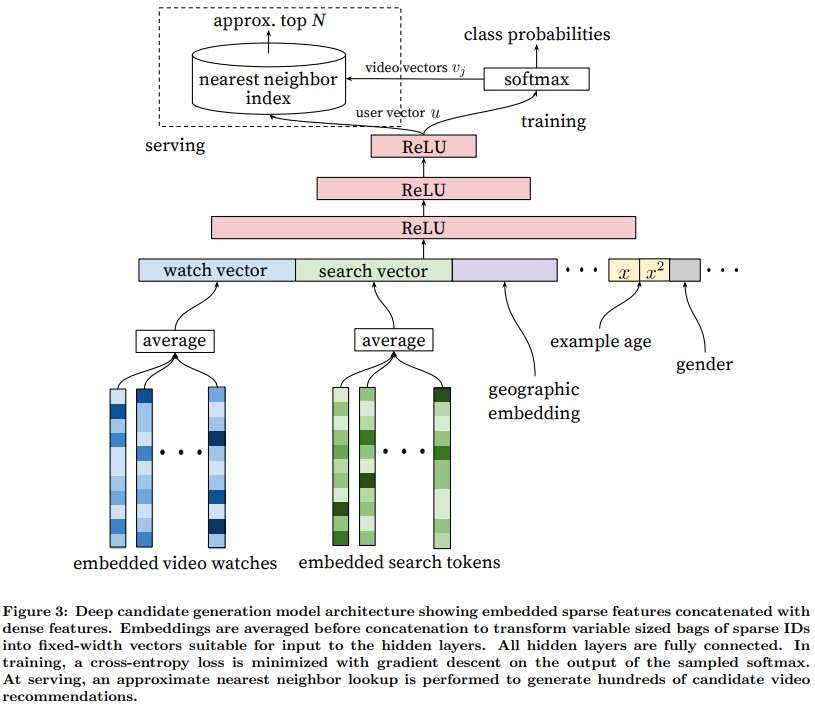 approx. top N
class probabilities
nearest neighbor
index
video vectors vⱼ
softmax
user vector u
serving
training
ReLU
ReLU
ReLU
watch vector
search vector
x
x²
average
average
example age
gender
geographic
embedding
embedded video watches
embedded search tokens
Figure 3: Deep candidate generation model architecture showing embedded sparse features concatenated with
dense features. Embeddings are averaged before concatenation to transform variable sized bags of sparse IDs
into fixed-width vectors suitable for input to the hidden layers. All hidden layers are fully connected. In
training, a cross-entropy loss is minimized with gradient descent on the output of the sampled softmax.
At serving, an approximate nearest neighbor lookup is performed to generate hundreds of candidate video
recommendations.